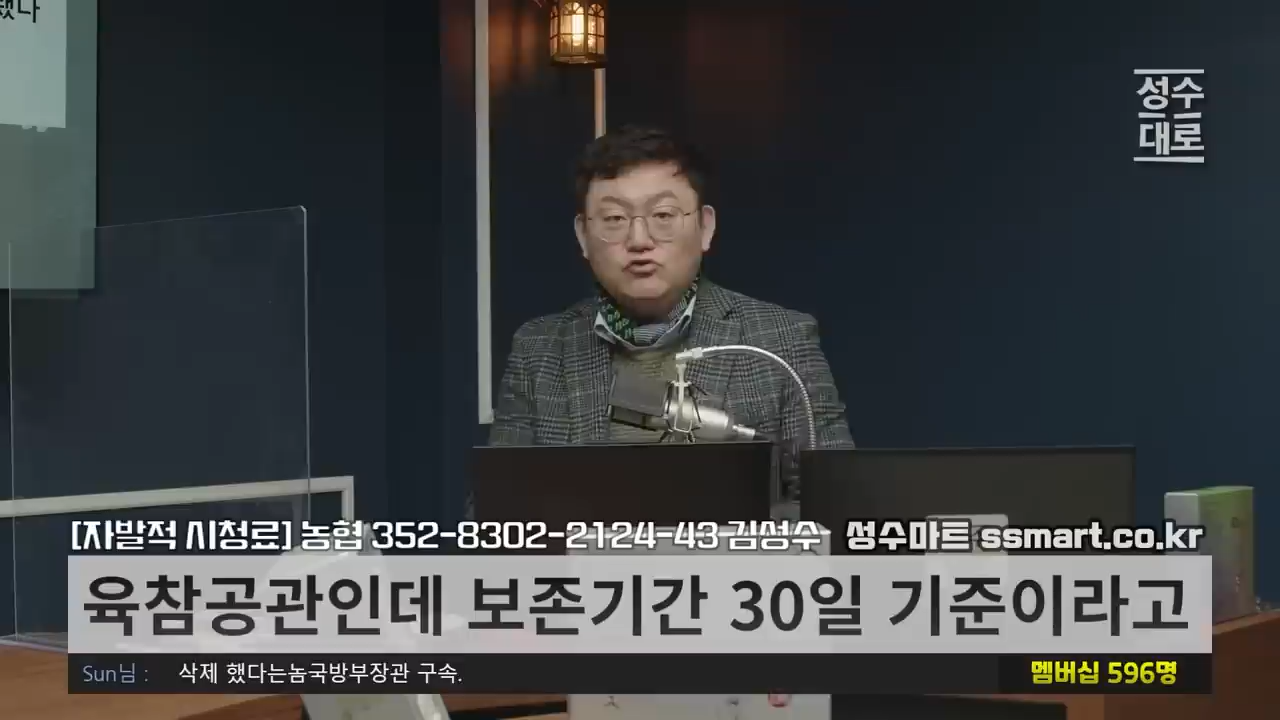 됐다
성수
대로
[자발적 시청료] 농협 352-8302-2124-43 김성수 성수마트 ssmart.co.kr
육참공관인데 보존기간 30일 기준이라고
Sun님 : 삭제 했다는놈국방부장관 구속.
멤버십 596명